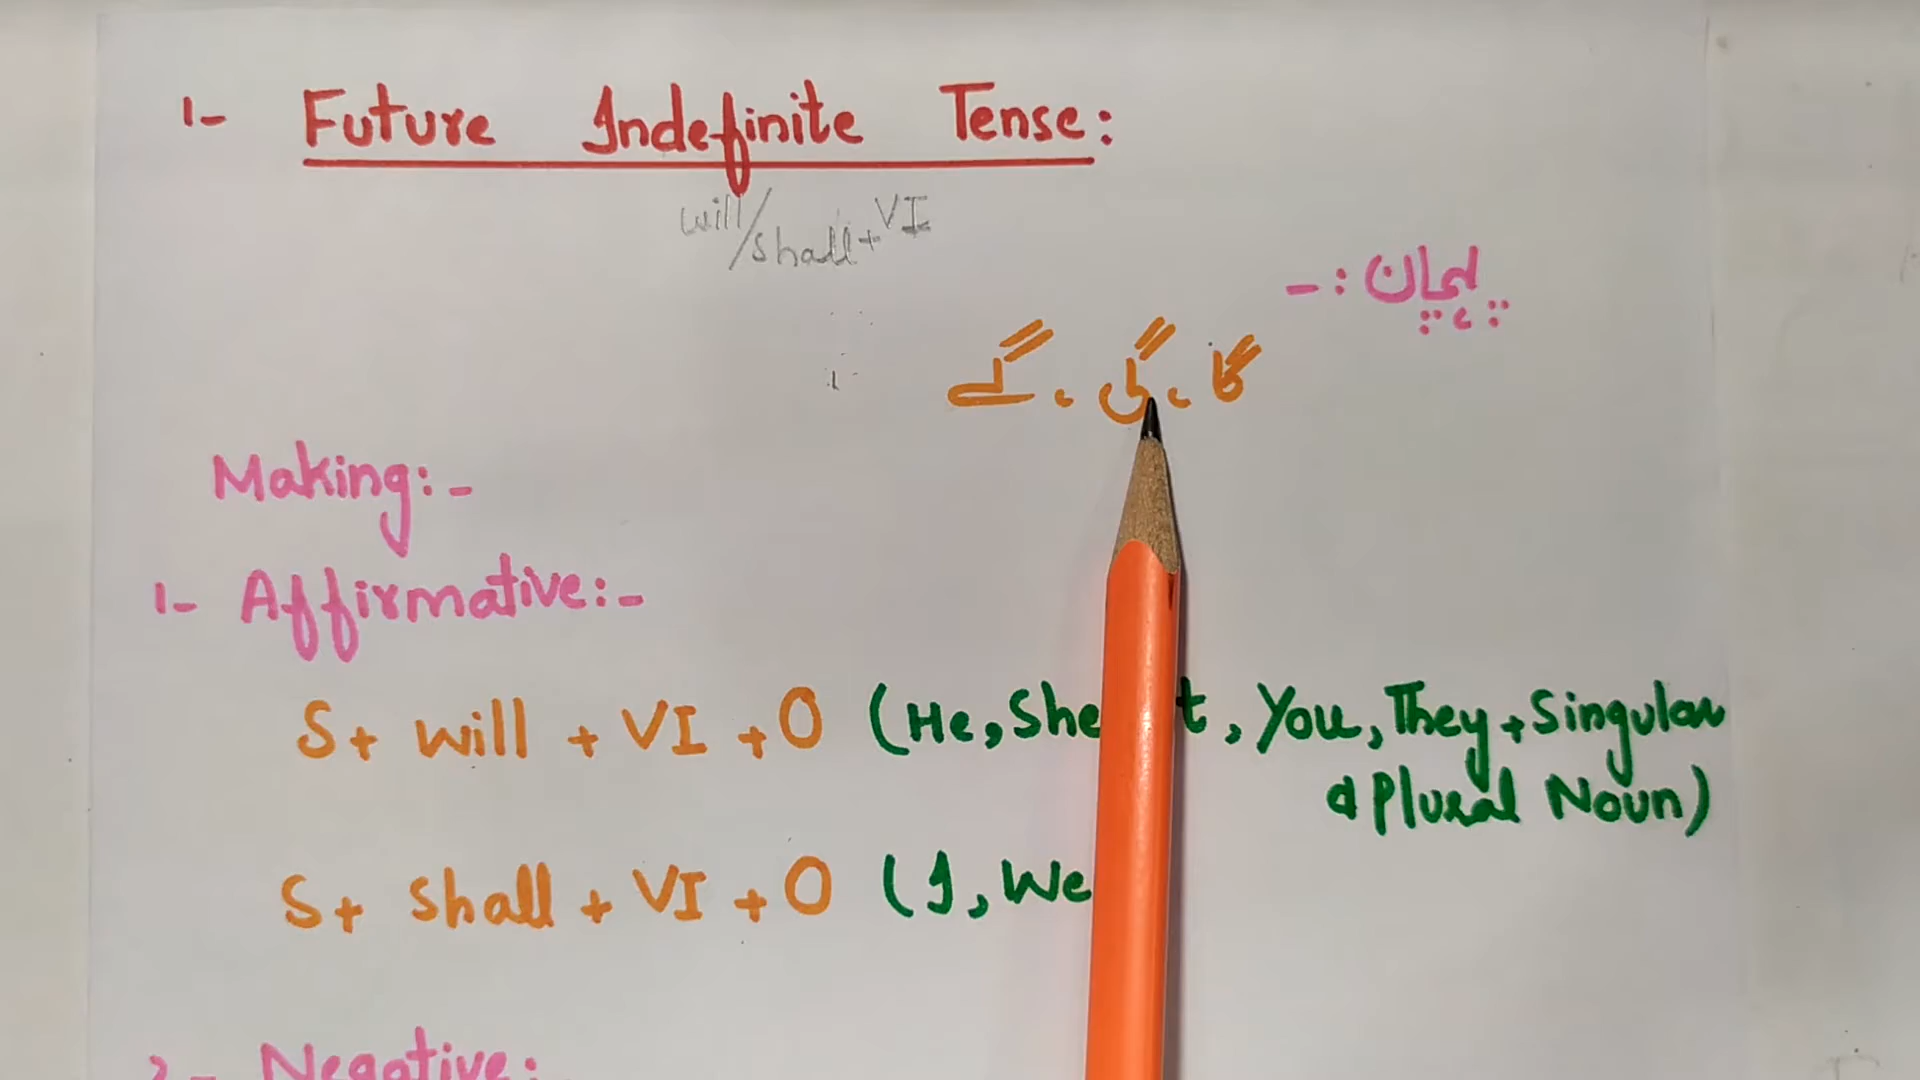 1- Future Indefinite Tense:
will/shall + VI
پہچان :-
گا، گی، گے
Making:-
1- Affirmative:-
S + will + VI + O (He, She, t, You, They + Singular
& Plural Noun)
S + shall + VI + O (I, We
2- Negative:-